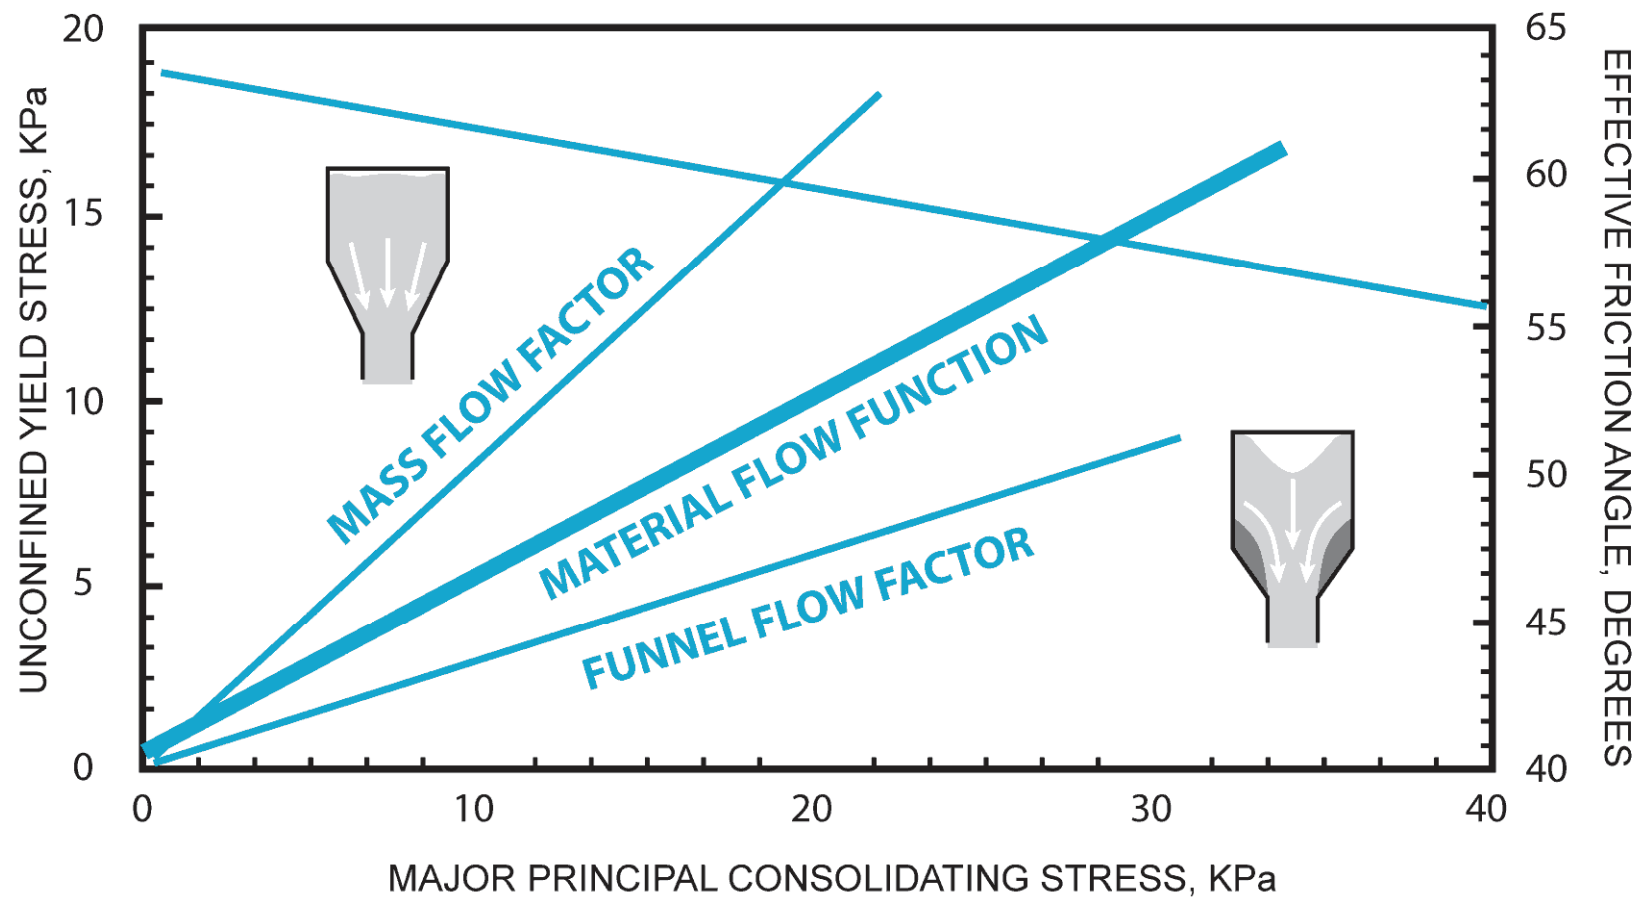 20
15
10
5
0
UNCONFINED YIELD STRESS, KPa
65
60
55
50
45
40
EFFECTIVE FRICTION ANGLE, DEGREES
MASS FLOW FACTOR
MATERIAL FLOW FUNCTION
FUNNEL FLOW FACTOR
0 10 20 30 40
MAJOR PRINCIPAL CONSOLIDATING STRESS, KPa